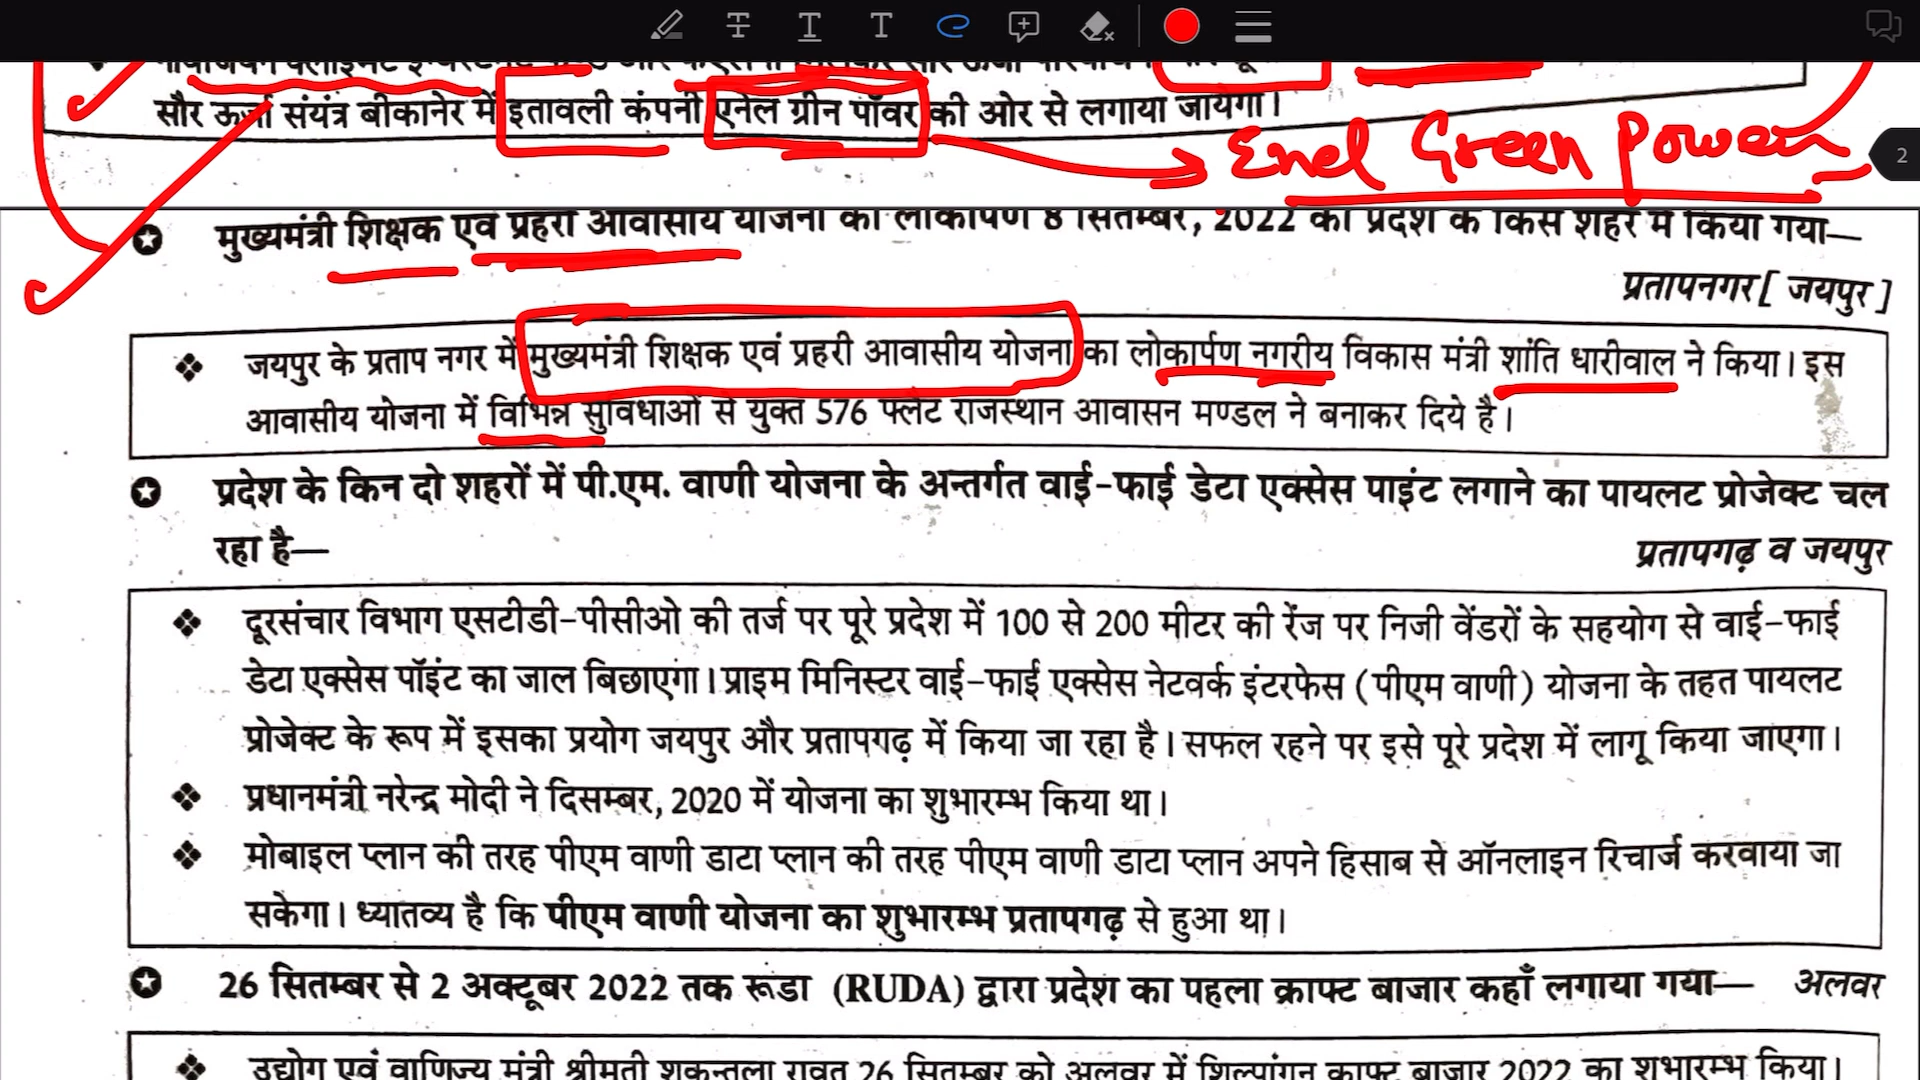 सौर ऊर्जा संयंत्र बीकानेर में इतावली कंपनी एनेल ग्रीन पॉवर की ओर से लगाया जायेगा।
Enel Green Power
2
मुख्यमंत्री शिक्षक एवं प्रहरी आवासीय योजना का लोकार्पण 8 सितम्बर, 2022 को प्रदेश के किस शहर में किया गया—
प्रतापनगर [ जयपुर ]
जयपुर के प्रताप नगर में मुख्यमंत्री शिक्षक एवं प्रहरी आवासीय योजना का लोकार्पण नगरीय विकास मंत्री शांति धारीवाल ने किया। इस
आवासीय योजना में विभिन्न सुविधाओं से युक्त 576 फ्लैट राजस्थान आवासन मण्डल ने बनाकर दिये है।
प्रदेश के किन दो शहरों में पी.एम. वाणी योजना के अन्तर्गत वाई-फाई डेटा एक्सेस पाइंट लगाने का पायलट प्रोजेक्ट चल
रहा है— प्रतापगढ़ व जयपुर
दूरसंचार विभाग एसटीडी-पीसीओ की तर्ज पर पूरे प्रदेश में 100 से 200 मीटर की रेंज पर निजी वेंडरों के सहयोग से वाई-फाई
डेटा एक्सेस पॉइंट का जाल बिछाएगा। प्राइम मिनिस्टर वाई-फाई एक्सेस नेटवर्क इंटरफेस (पीएम वाणी) योजना के तहत पायलट
प्रोजेक्ट के रूप में इसका प्रयोग जयपुर और प्रतापगढ़ में किया जा रहा है। सफल रहने पर इसे पूरे प्रदेश में लागू किया जाएगा।
प्रधानमंत्री नरेन्द्र मोदी ने दिसम्बर, 2020 में योजना का शुभारम्भ किया था।
मोबाइल प्लान की तरह पीएम वाणी डाटा प्लान की तरह पीएम वाणी डाटा प्लान अपने हिसाब से ऑनलाइन रिचार्ज करवाया जा
सकेगा। ध्यातव्य है कि पीएम वाणी योजना का शुभारम्भ प्रतापगढ़ से हुआ था।
26 सितम्बर से 2 अक्टूबर 2022 तक रूडा (RUDA) द्वारा प्रदेश का पहला क्राफ्ट बाजार कहाँ लगाया गया— अलवर
उद्योग एवं वाणिज्य मंत्री श्रीमती शकुन्तला रावत 26 सितम्बर को अलवर में शिल्पांगन क्राफ्ट बाजार 2022 का शुभारम्भ किया।